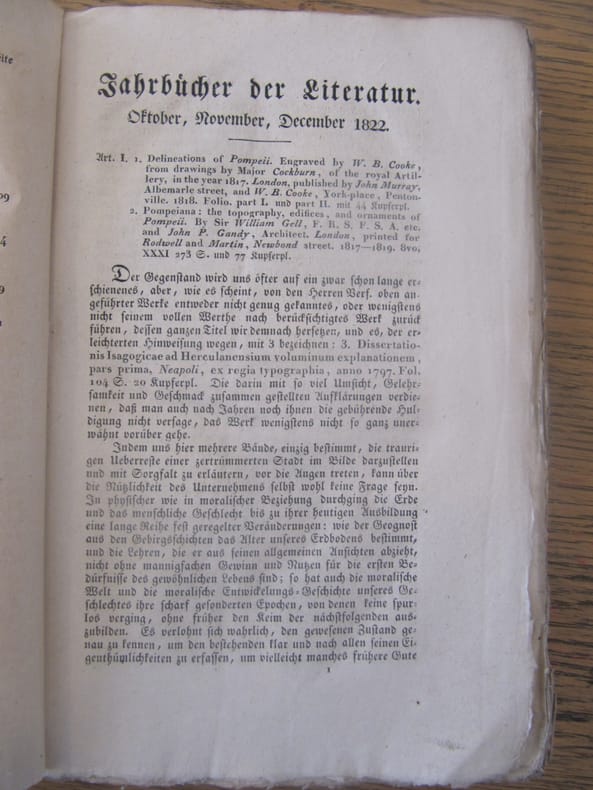 eite
09
4
9
Jahrbücher der Literatur.
Oktober, November, December 1822.
Art. I. 1. Delineations of Pompeii. Engraved by W. B. Cooke,
from drawings by Major Cockburn, of the royal Artil-
lery, in the year 1817. London, published by John Murray.
Albemarle street, and W. B. Cooke, York-place, Penton-
ville. 1818. Folio. part I. und part II. mit 44 Kupferpl.
2. Pompeiana: the topography, edifices, and ornaments of
Pompeii. By Sir William Gell, F. R. S. F. S. A. etc.
and John P. Gandy, Architect. London, printed for
Rodwell and Martin, Newbond street. 1817—1819. 8vo,
XXXI 273 S. und 77 Kupferpl.
Der Gegenstand wird uns öfter auf ein zwar schon lange er-
schienenes, aber, wie es scheint, von den Herren Verf. oben an-
geführter Werke entweder nicht genug gekanntes, oder wenigstens
nicht seinem vollen Werthe nach berücksichtigtes Werk zurück
führen, dessen ganzen Titel wir demnach hersetzen, und es, der er-
leichterten Hinweisung wegen, mit 3 bezeichnen: 3. Dissertatio-
nis Isagogicae ad Herculanensium voluminum explanationem,
pars prima, Neapoli, ex regia typographia, anno 1797. Fol.
104 S. 20 Kupferpl. Die darin mit so viel Umsicht, Gelehr-
samkeit und Geschmack zusammen gestellten Aufklärungen verdie-
nen, daß man auch nach Jahren noch ihnen die gebührende Hul-
digung nicht versage, das Werk wenigstens nicht so ganz uner-
wähnt vorüber gehe.
Indem uns hier mehrere Bände, einzig bestimmt, die trauri-
gen Ueberreste einer zertrümmerten Stadt im Bilde darzustellen
und mit Sorgfalt zu erläutern, vor die Augen treten, kann über
die Nützlichkeit des Unternehmens selbst wohl keine Frage seyn.
In physischer wie in moralischer Beziehung durchging die Erde
und das menschliche Geschlecht bis zu ihrer heutigen Ausbildung
eine lange Reihe fest geregelter Veränderungen: wie der Geognost
aus den Gebirgsschichten das Alter unseres Erdbodens bestimmt,
und die Lehren, die er aus seinen allgemeinen Ansichten abzieht,
nicht ohne mannigfachen Gewinn und Nutzen für die ersten Be-
dürfnisse des gewöhnlichen Lebens sind; so hat auch die moralische
Welt und die moralische Entwickelungs-Geschichte unseres Ge-
schlechtes ihre scharf gesonderten Epochen, von denen keine spur-
los verging, ohne früher den Keim der nächstfolgenden aus-
zubilden. Es verlohnt sich wahrlich, den gewesenen Zustand ge-
nau zu kennen, um den bestehenden klar und nach allen seinen Ei-
genthümlichkeiten zu erfassen, um vielleicht manches frühere Gute
1